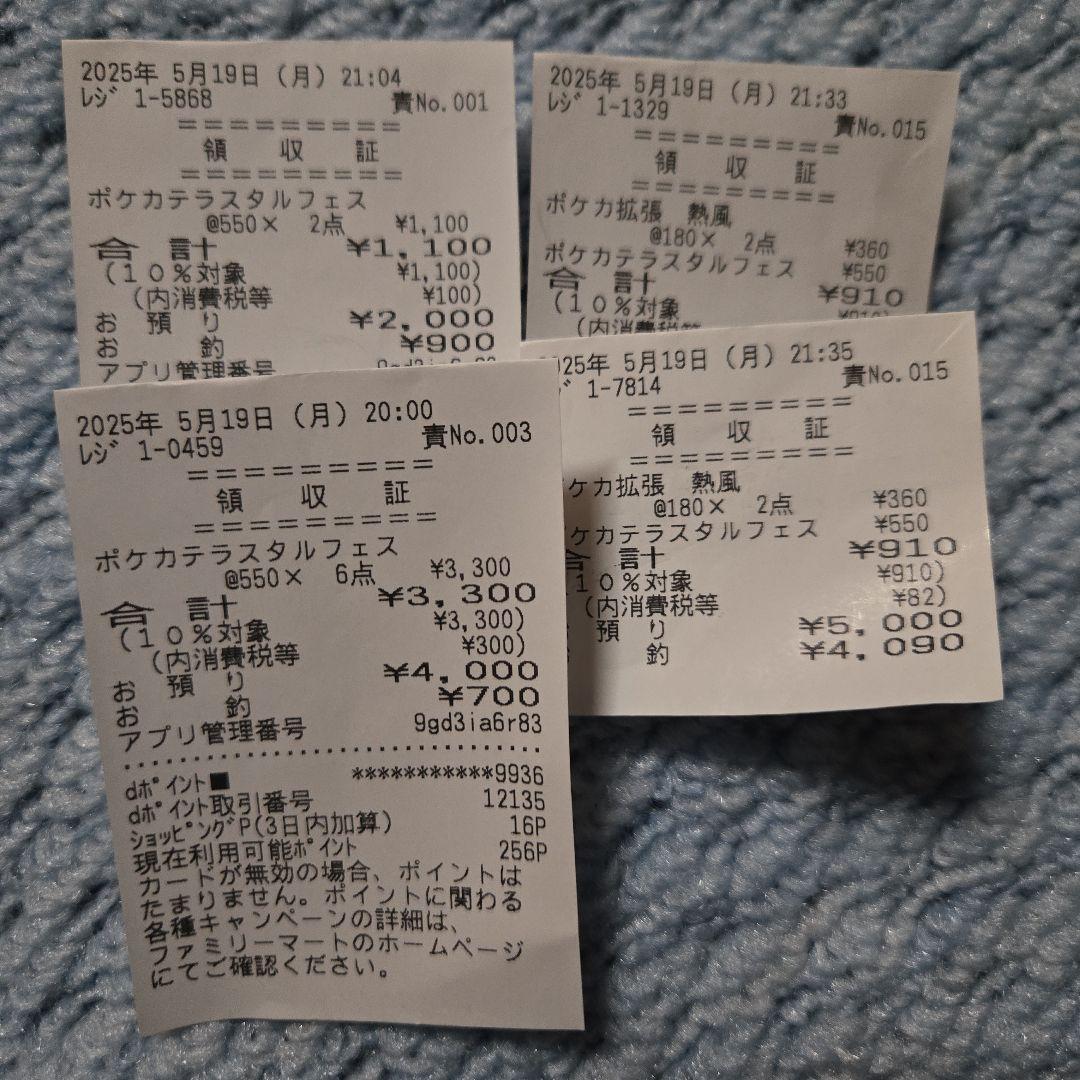 2025年 5月19日(月) 21:04
ﾚｼﾞ 1-5868 責No.001
=========
領 収 証
=========
ポケカテラスタルフェス
@550× 2点 ¥1,100
合 計 ¥1,100
(10%対象 ¥1,100)
(内消費税等 ¥100)
お 預 り ¥2,000
お 釣 ¥900
アプリ管理番号
2025年 5月19日(月) 21:33
ﾚｼﾞ 1-1329 責No.015
=========
領 収 証
=========
ポケカ拡張 熱風
@180× 2点 ¥360
ポケカテラスタルフェス ¥550
合 計 ¥910
(10%対象 ¥910)
(内消費税等
2025年 5月19日(月) 20:00
ﾚｼﾞ 1-0459 責No.003
=========
領 収 証
=========
ポケカテラスタルフェス
@550× 6点 ¥3,300
合 計 ¥3,300
(10%対象 ¥3,300)
(内消費税等 ¥300)
お 預 り ¥4,000
お 釣 ¥700
アプリ管理番号 9gd3ia6r83
dﾎﾟｲﾝﾄ■ ***********9936
dﾎﾟｲﾝﾄ取引番号 12135
ｼｮｯﾋﾟﾝｸﾞP(3日内加算) 16P
現在利用可能ﾎﾟｲﾝﾄ 256P
カードが無効の場合、ポイントは
たまりません。ポイントに関わる
各種キャンペーンの詳細は、
ファミリーマートのホームページ
にてご確認ください。
025年 5月19日(月) 21:35
1-7814 責No.015
=========
領 収 証
=========
ケカ拡張 熱風
@180× 2点 ¥360
ケカテラスタルフェス ¥550
合 計 ¥910
10%対象 ¥910)
(内消費税等 ¥82)
預 り ¥5,000
釣 ¥4,090